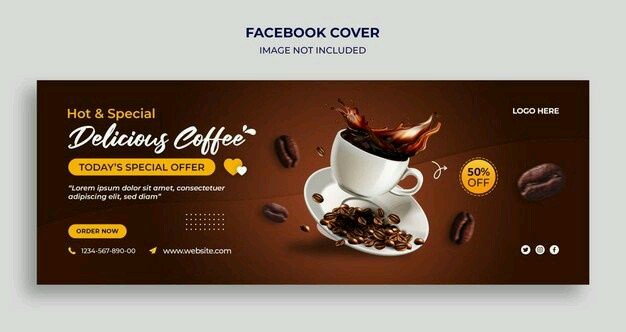 FACEBOOK COVER
IMAGE NOT INCLUDED
Hot & Special
LOGO HERE
Delicious Coffee
TODAY'S SPECIAL OFFER
50%
OFF
"Lorem ipsum dolor sit amet, consectetuer
adipiscing elit, sed diam
ORDER NOW
1234-567-890-00
www.website.com